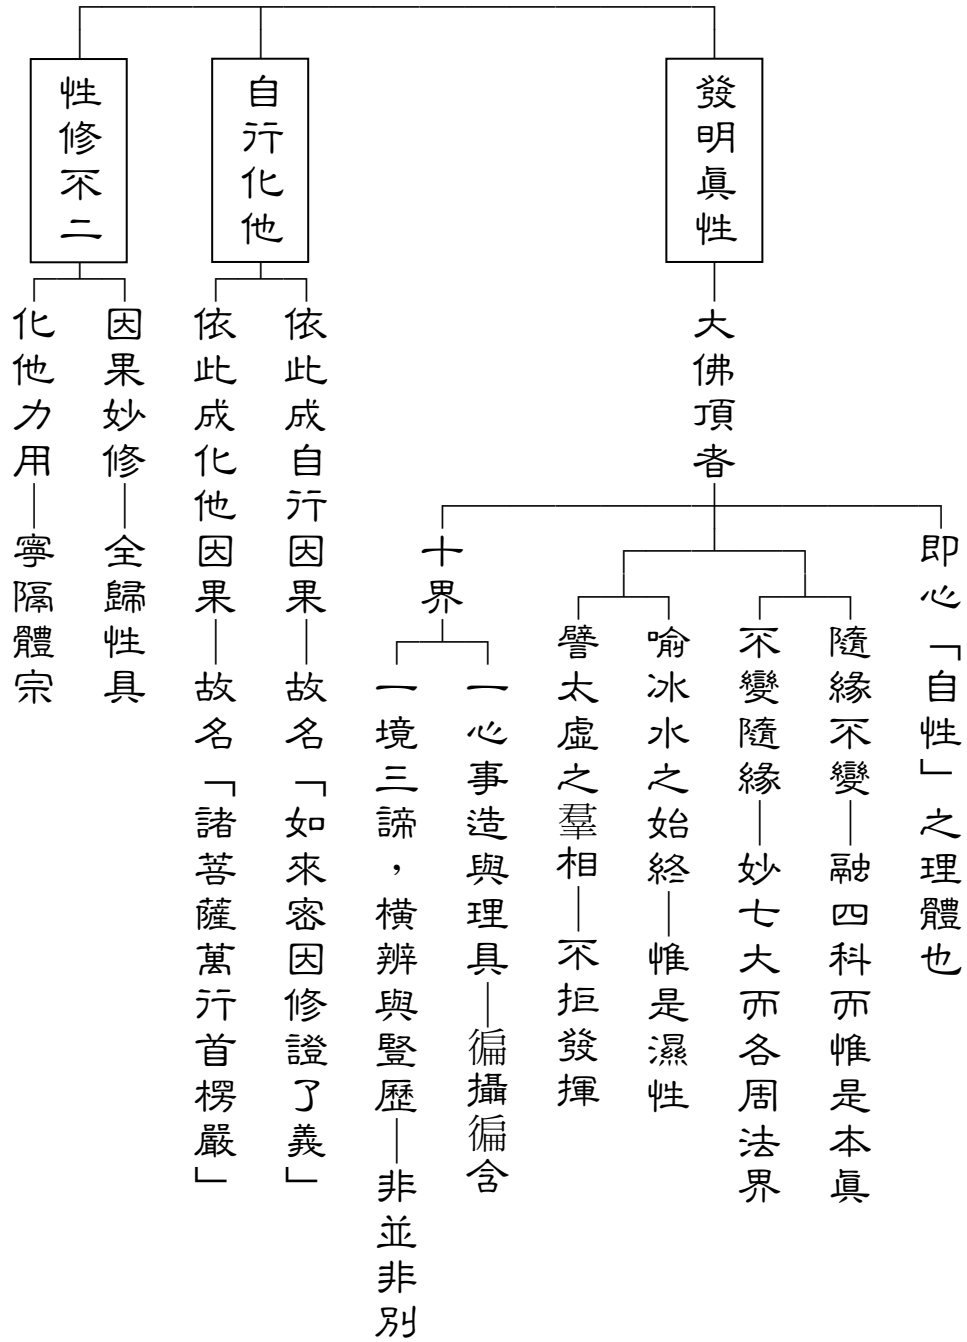 發明眞性
大佛頂者
即心「自性」之理體也
隨緣不變—融四科而惟是本眞
不變隨緣—妙七大而各周法界
喻冰水之始終—惟是濕性
譬太虛之羣相—不拒發揮
十界
一心事造與理具—徧攝徧含
一境三諦，橫辨與豎歷—非並非別
自行化他
依此成自行因果—故名「如來密因修證了義」
依此成化他因果—故名「諸菩薩萬行首楞嚴」
性修不二
因果妙修—全歸性具
化他力用—寧隔體宗